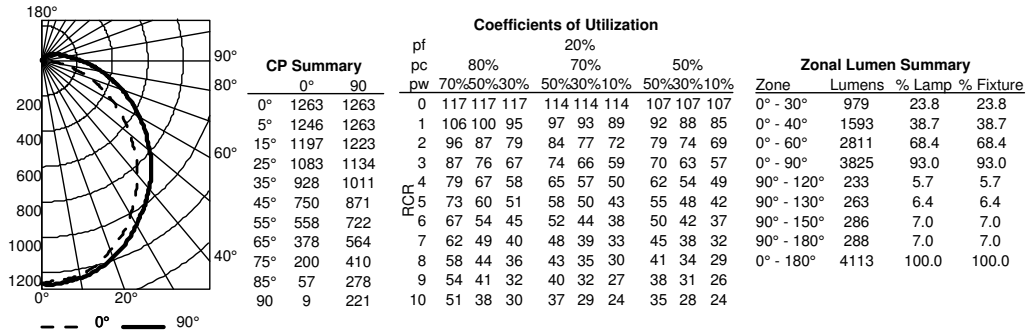 180°
90°
80°
60°
40°
200
400
600
800
1000
1200
0° 20°
0° 90°
CP Summary
0° 90
0° 1263 1263
5° 1246 1263
15° 1197 1223
25° 1083 1134
35° 928 1011
45° 750 871
55° 558 722
65° 378 564
75° 200 410
85° 57 278
90 9 221
Coefficients of Utilization
pf 20%
pc 80% 70% 50%
pw 70%50%30% 50%30%10% 50%30%10%
RCR
0 117 117 117 114 114 114 107 107 107
1 106 100 95 97 93 89 92 88 85
2 96 87 79 84 77 72 79 74 69
3 87 76 67 74 66 59 70 63 57
4 79 67 58 65 57 50 62 54 49
5 73 60 51 58 50 43 55 48 42
6 67 54 45 52 44 38 50 42 37
7 62 49 40 48 39 33 45 38 32
8 58 44 36 43 35 30 41 34 29
9 54 41 32 40 32 27 38 31 26
10 51 38 30 37 29 24 35 28 24
Zonal Lumen Summary
Zone Lumens % Lamp % Fixture
0° - 30° 979 23.8 23.8
0° - 40° 1593 38.7 38.7
0° - 60° 2811 68.4 68.4
0° - 90° 3825 93.0 93.0
90° - 120° 233 5.7 5.7
90° - 130° 263 6.4 6.4
90° - 150° 286 7.0 7.0
90° - 180° 288 7.0 7.0
0° - 180° 4113 100.0 100.0